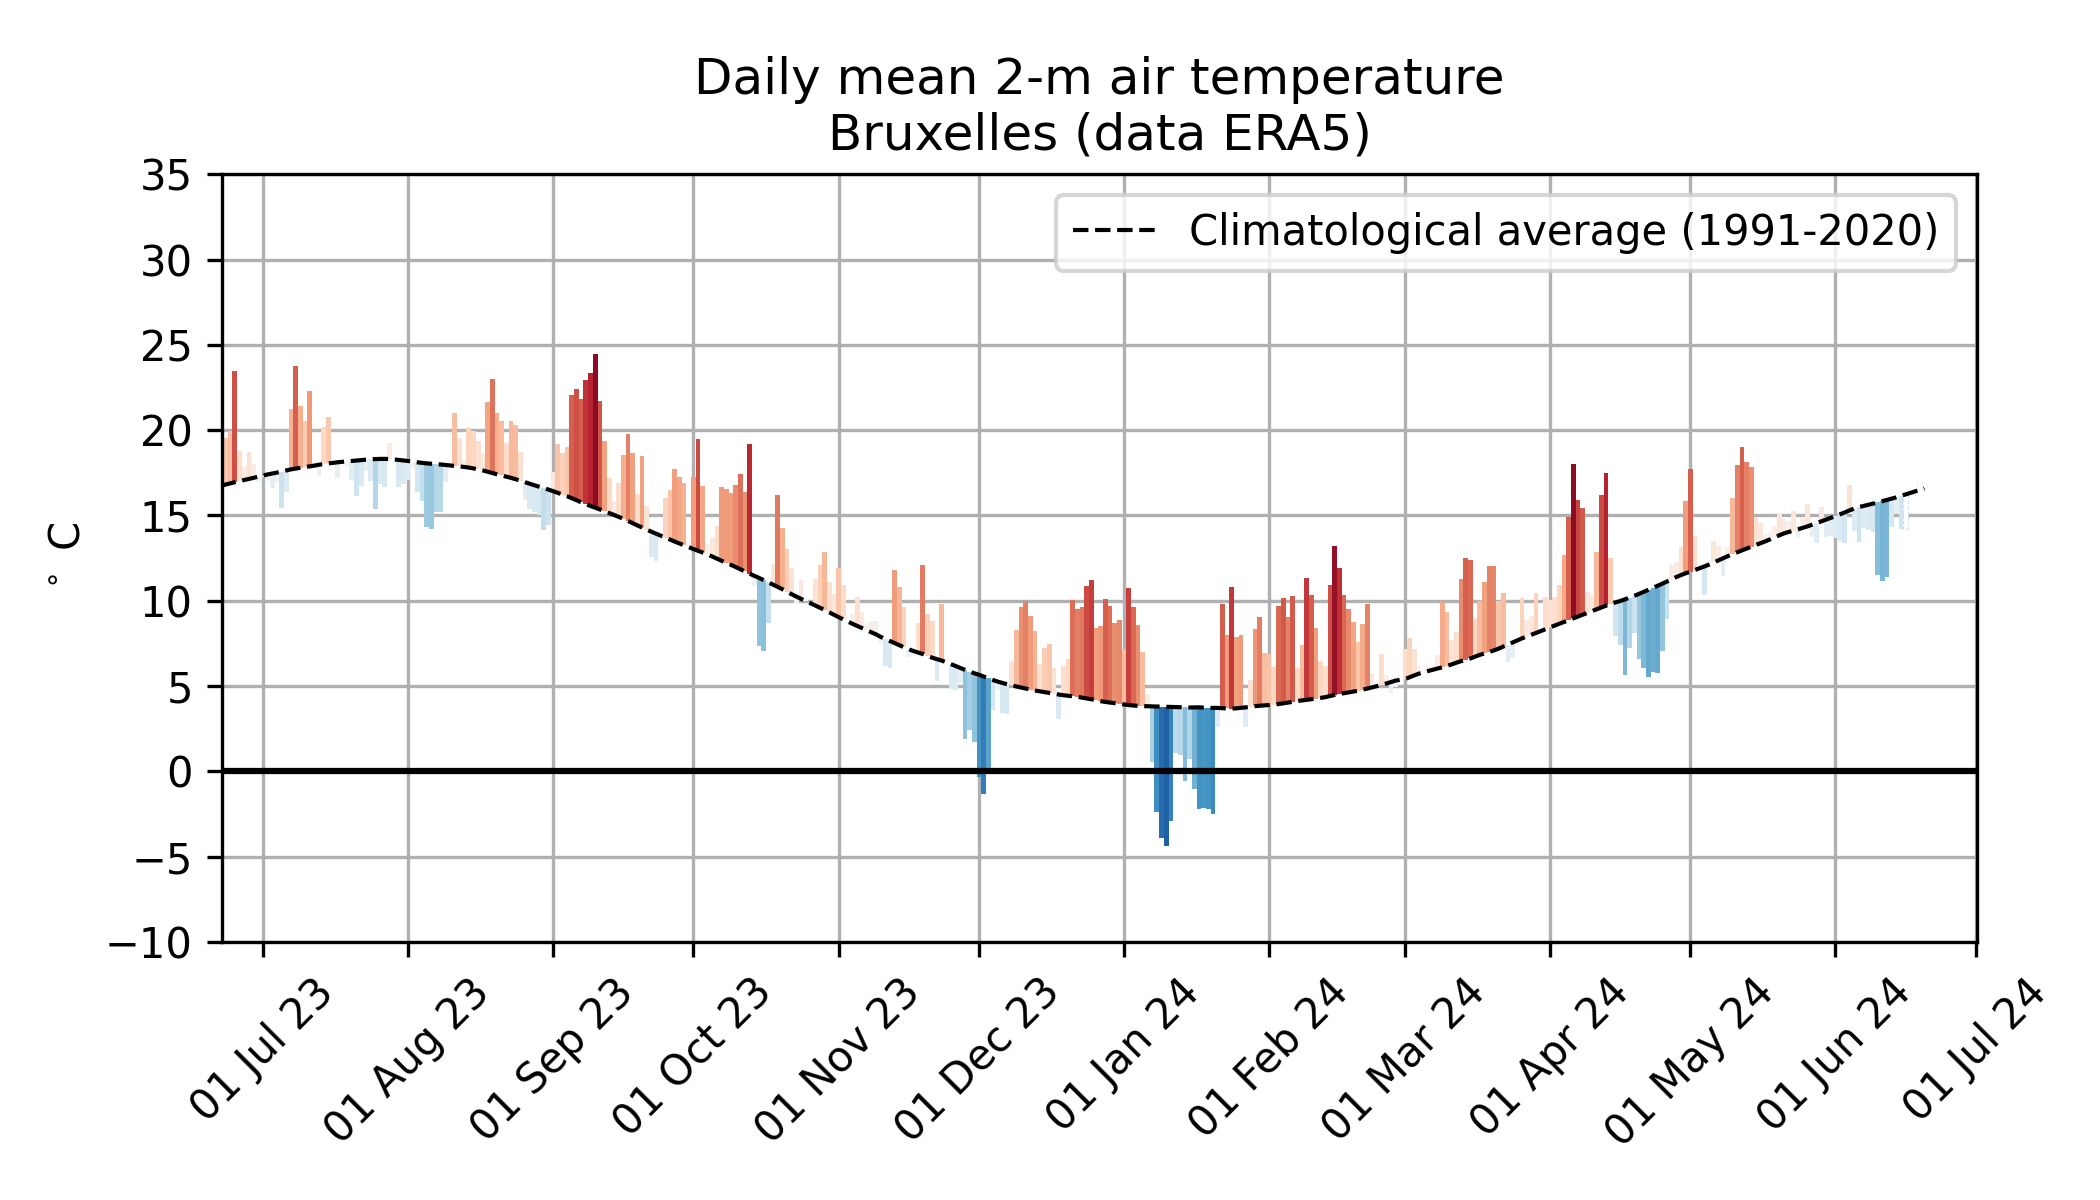 Daily mean 2-m air temperature
Bruxelles (data ERA5)
35
30
25
20
15
10
5
0
−5
−10
° C
Climatological average (1991-2020)
01 Jul 23
01 Aug 23
01 Sep 23
01 Oct 23
01 Nov 23
01 Dec 23
01 Jan 24
01 Feb 24
01 Mar 24
01 Apr 24
01 May 24
01 Jun 24
01 Jul 24